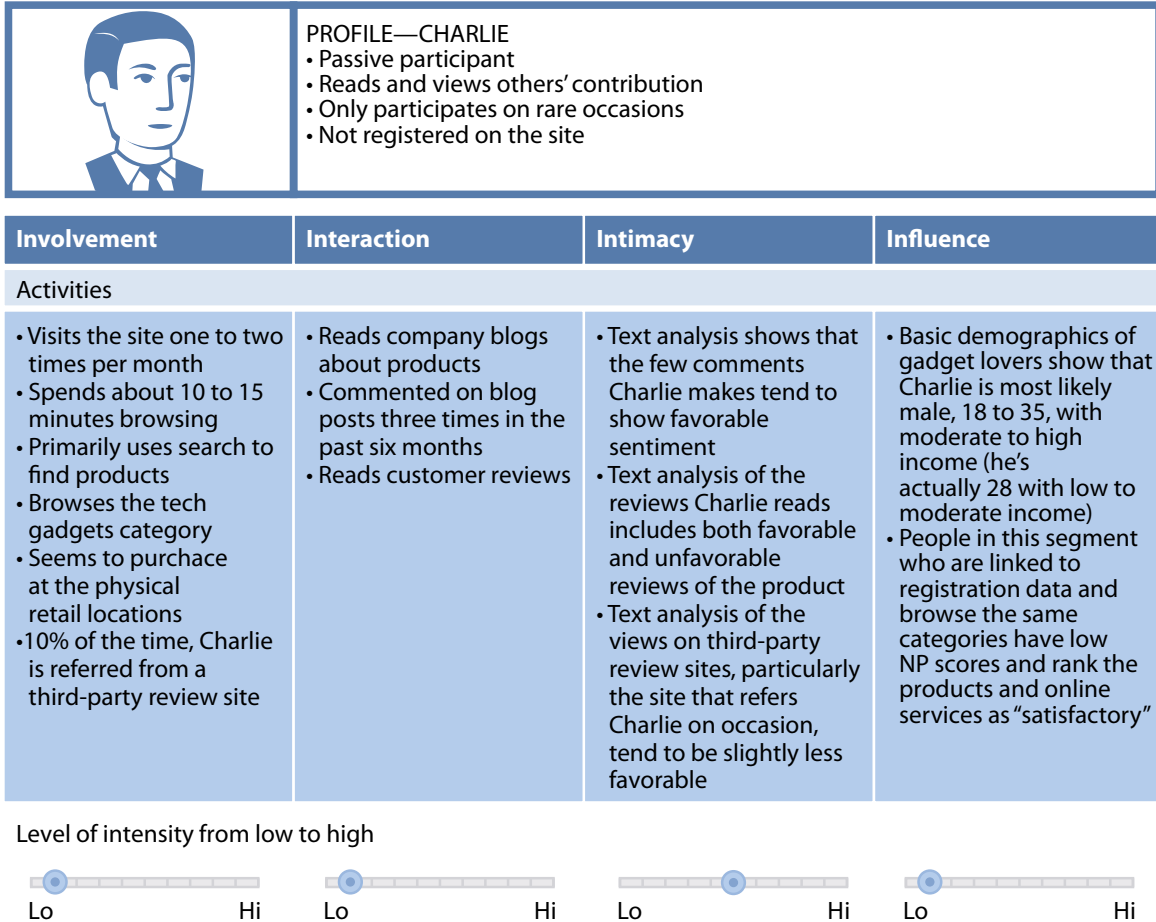 PROFILE—CHARLIE
• Passive participant
• Reads and views others’ contribution
• Only participates on rare occasions
• Not registered on the site
Involvement
Interaction
Intimacy
Influence
Activities
• Visits the site one to two
times per month
• Spends about 10 to 15
minutes browsing
• Primarily uses search to
find products
• Browses the tech
gadgets category
• Seems to purchace
at the physical
retail locations
•10% of the time, Charlie
is referred from a
third-party review site
• Reads company blogs
about products
• Commented on blog
posts three times in the
past six months
• Reads customer reviews
• Text analysis shows that
the few comments
Charlie makes tend to
show favorable
sentiment
• Text analysis of the
reviews Charlie reads
includes both favorable
and unfavorable
reviews of the product
• Text analysis of the
views on third-party
review sites, particularly
the site that refers
Charlie on occasion,
tend to be slightly less
favorable
• Basic demographics of
gadget lovers show that
Charlie is most likely
male, 18 to 35, with
moderate to high
income (he’s
actually 28 with low to
moderate income)
• People in this segment
who are linked to
registration data and
browse the same
categories have low
NP scores and rank the
products and online
services as “satisfactory”
Level of intensity from low to high
Lo Hi
Lo Hi
Lo Hi
Lo Hi